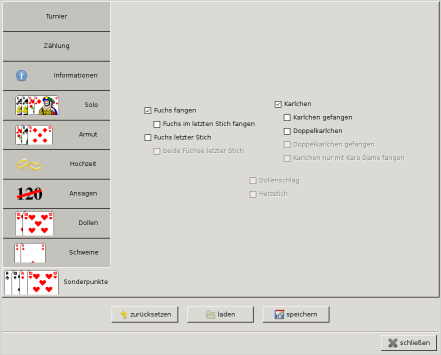 Turnier
Zählung
Informationen
Solo
Armut
Hochzeit
120
Ansagen
Dollen
Schweine
Sonderpunkte
Fuchs fangen
Fuchs im letzten Stich fangen
Fuchs letzter Stich
beide Füchse letzter Stich
Karlchen
Karlchen gefangen
Doppelkarlchen
Doppelkarlchen gefangen
Karlchen nur mit Karo Dame fangen
Dollenschlag
Herzstich
zurücksetzen
laden
speichern
schließen